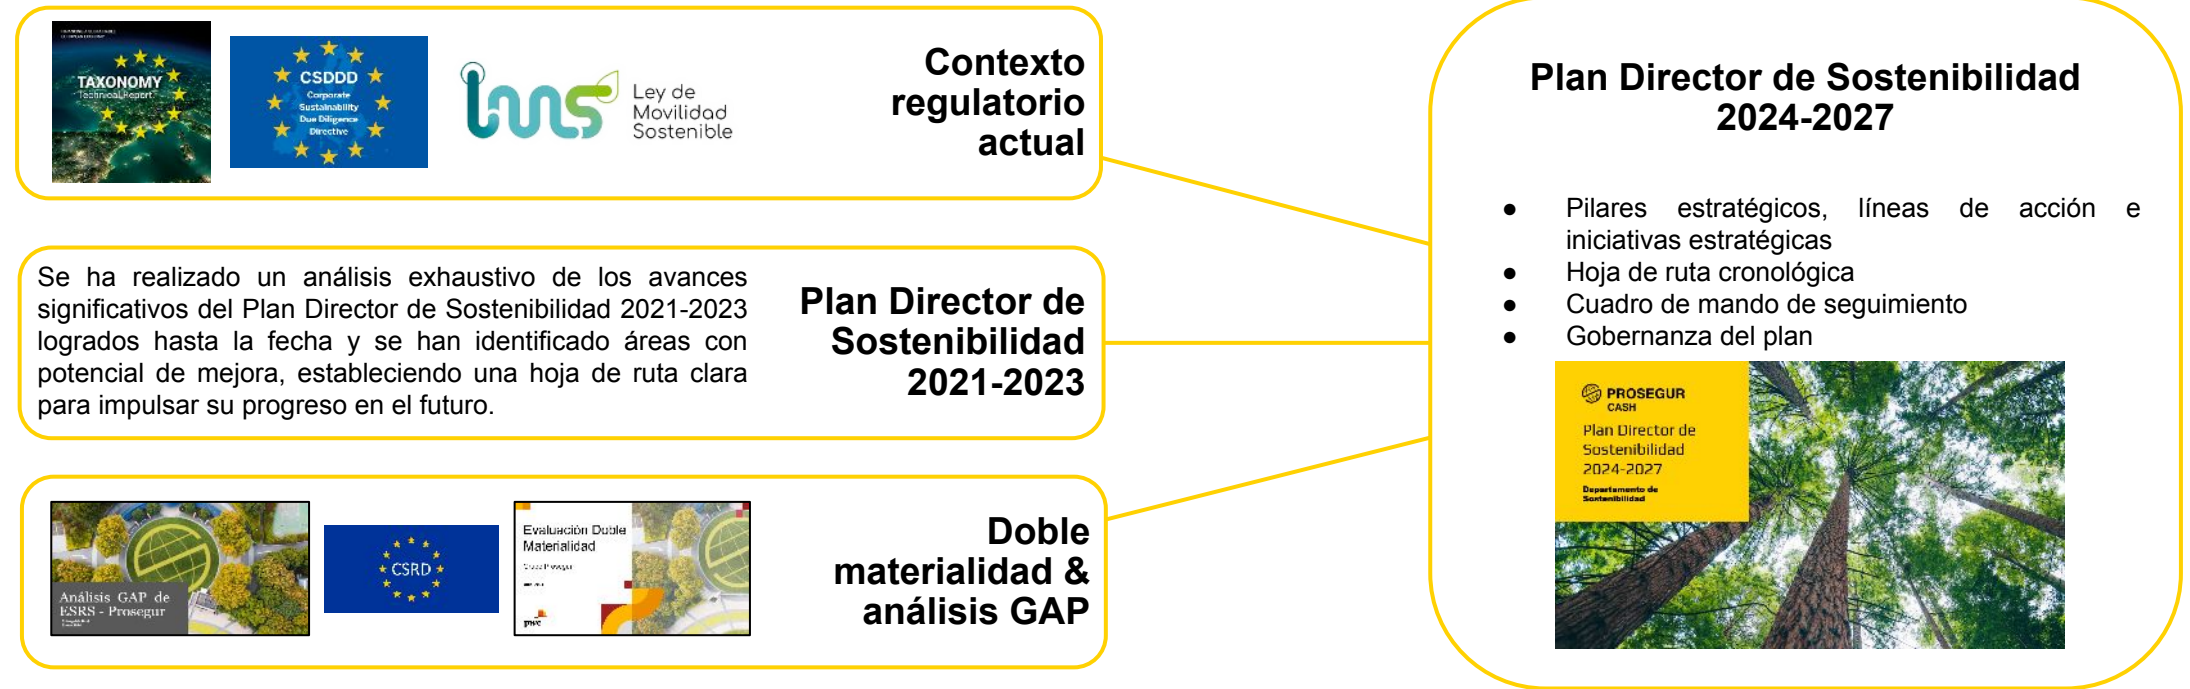 TAXONOMY
Technical Report
CSDDD
Corporate
Sustainability
Due Diligence
Directive
lms
Ley de
Movilidad
Sostenible
Contexto
regulatorio
actual
Se ha realizado un análisis exhaustivo de los avances
significativos del Plan Director de Sostenibilidad 2021-2023
logrados hasta la fecha y se han identificado áreas con
potencial de mejora, estableciendo una hoja de ruta clara
para impulsar su progreso en el futuro.
Plan Director de
Sostenibilidad
2021-2023
Análisis GAP de
ESRS - Prosegur
CSRD
Evaluación Doble
Materialidad
Grupo Prosegur
pwc
Doble
materialidad &
análisis GAP
Plan Director de Sostenibilidad
2024-2027
● Pilares estratégicos, líneas de acción e
iniciativas estratégicas
● Hoja de ruta cronológica
● Cuadro de mando de seguimiento
● Gobernanza del plan
PROSEGUR
CASH
Plan Director de
Sostenibilidad
2024-2027
Departamento de
Sostenibilidad